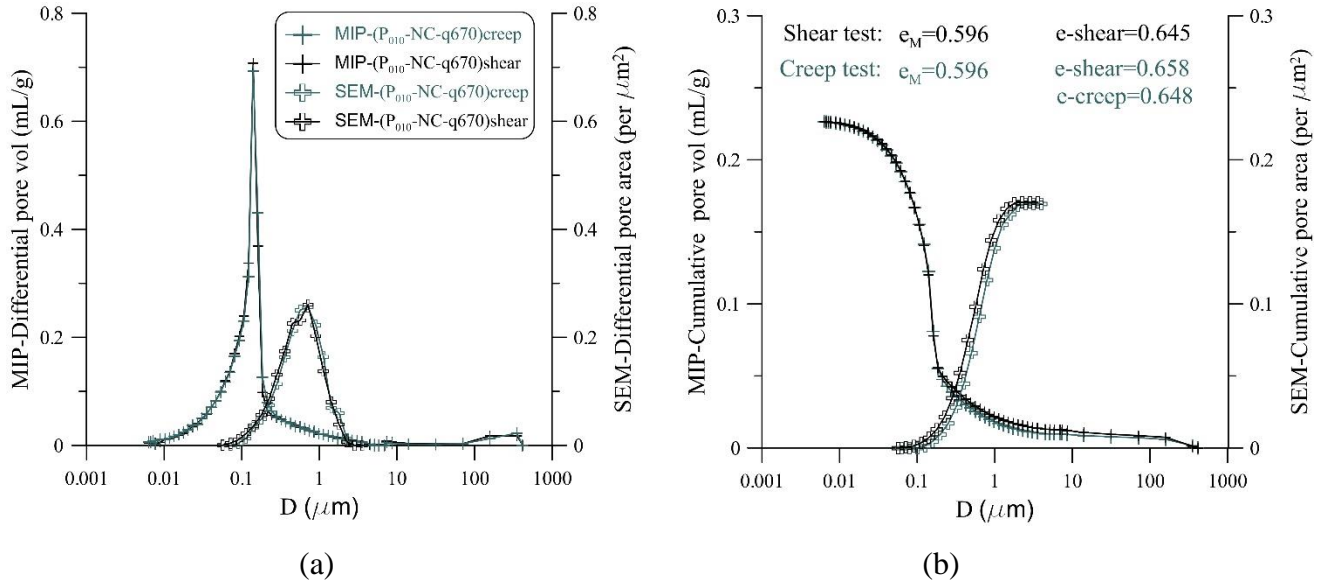 MIP-Differential pore vol (mL/g)
0.8
0.6
0.4
0.2
0
MIP-(P₀₁₀-NC-q670)creep
MIP-(P₀₁₀-NC-q670)shear
SEM-(P₀₁₀-NC-q670)creep
SEM-(P₀₁₀-NC-q670)shear
0.8
0.6
0.4
0.2
0
SEM-Differential pore area (per μm²)
0.001 0.01 0.1 1 10 100 1000
D (μm)
(a)
MIP-Cumulative pore vol (mL/g)
0.3
0.2
0.1
0
Shear test: e_M=0.596 e-shear=0.645
Creep test: e_M=0.596 e-shear=0.658
e-creep=0.648
0.3
0.2
0.1
0
SEM-Cumulative pore area (per μm²)
0.001 0.01 0.1 1 10 100 1000
D (μm)
(b)